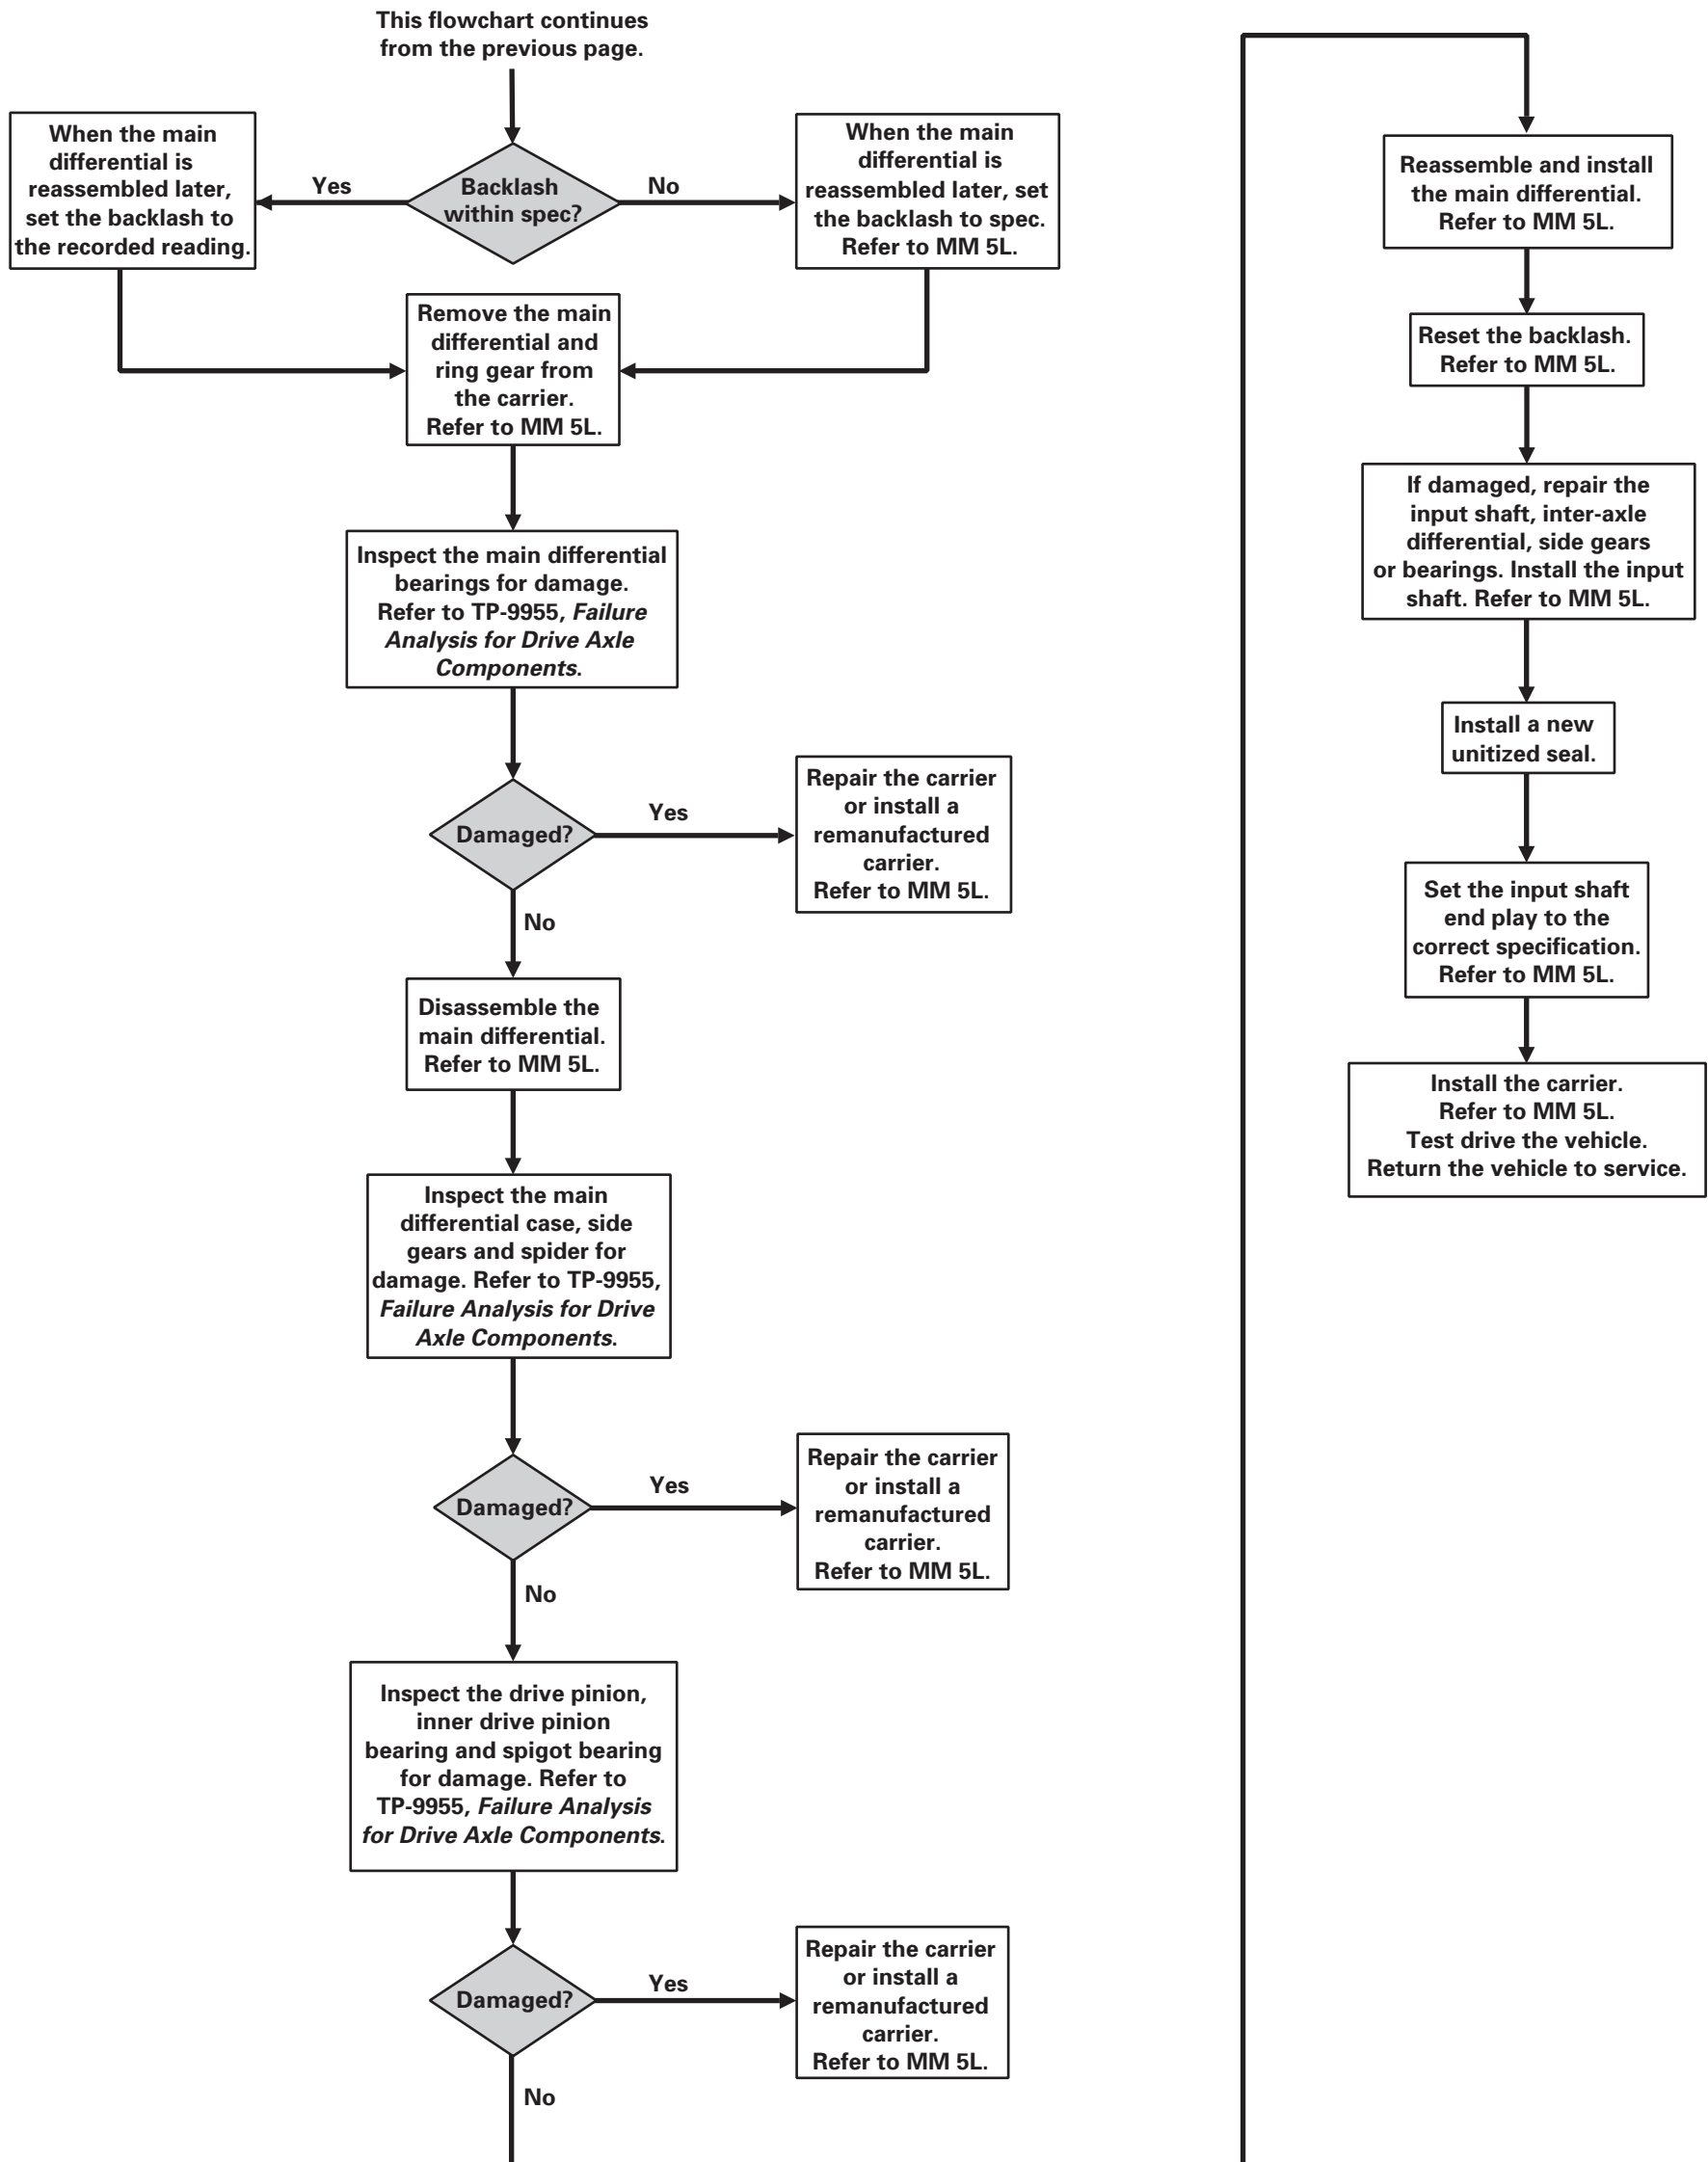 This flowchart continues
from the previous page.
When the main
differential is
reassembled later,
set the backlash to
the recorded reading.
Yes
Backlash
within spec?
No
When the main
differential is
reassembled later, set
the backlash to spec.
Refer to MM 5L.
Remove the main
differential and
ring gear from
the carrier.
Refer to MM 5L.
Inspect the main differential
bearings for damage.
Refer to TP-9955, Failure
Analysis for Drive Axle
Components.
Damaged?
Yes
Repair the carrier
or install a
remanufactured
carrier.
Refer to MM 5L.
No
Disassemble the
main differential.
Refer to MM 5L.
Inspect the main
differential case, side
gears and spider for
damage. Refer to TP-9955,
Failure Analysis for Drive
Axle Components.
Damaged?
Yes
Repair the carrier
or install a
remanufactured
carrier.
Refer to MM 5L.
No
Inspect the drive pinion,
inner drive pinion
bearing and spigot bearing
for damage. Refer to
TP-9955, Failure Analysis
for Drive Axle Components.
Damaged?
Yes
Repair the carrier
or install a
remanufactured
carrier.
Refer to MM 5L.
No
Reassemble and install
the main differential.
Refer to MM 5L.
Reset the backlash.
Refer to MM 5L.
If damaged, repair the
input shaft, inter-axle
differential, side gears
or bearings. Install the input
shaft. Refer to MM 5L.
Install a new
unitized seal.
Set the input shaft
end play to the
correct specification.
Refer to MM 5L.
Install the carrier.
Refer to MM 5L.
Test drive the vehicle.
Return the vehicle to service.